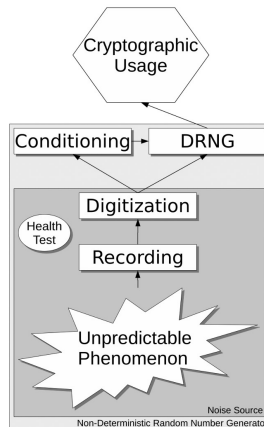 Cryptographic
Usage
Conditioning
DRNG
Digitization
Health
Test
Recording
Unpredictable
Phenomenon
Noise Source
Non-Deterministic Random Number Generato